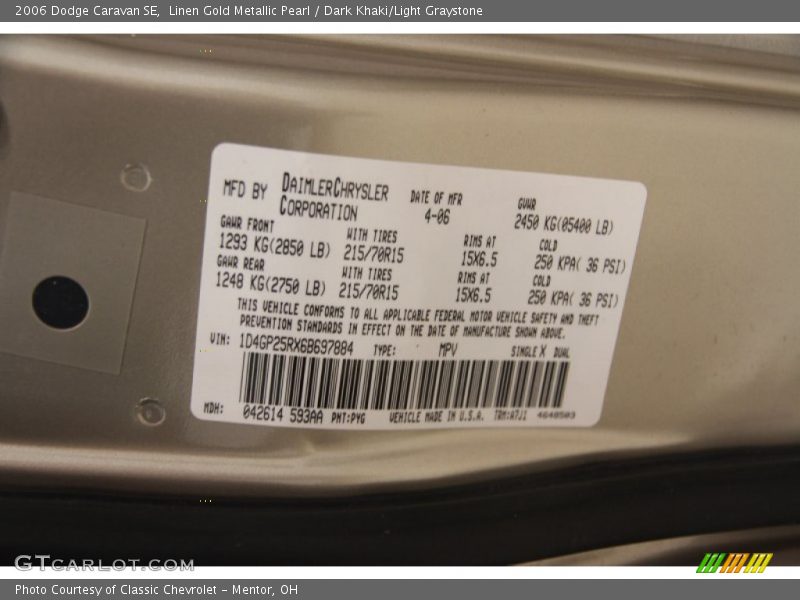 2006 Dodge Caravan SE, Linen Gold Metallic Pearl / Dark Khaki/Light Graystone
MFD BY DAIMLERCHRYSLER CORPORATION
DATE OF MFR 4-06
GVWR 2450 KG(05400 LB)
GAWR FRONT WITH TIRES RIMS AT COLD
1293 KG(2850 LB) 215/70R15 15X6.5 250 KPA( 36 PSI)
GAWR REAR WITH TIRES RIMS AT COLD
1248 KG(2750 LB) 215/70R15 15X6.5 250 KPA( 36 PSI)
THIS VEHICLE CONFORMS TO ALL APPLICABLE FEDERAL MOTOR VEHICLE SAFETY AND THEFT
PREVENTION STANDARDS IN EFFECT ON THE DATE OF MANUFACTURE SHOWN ABOVE.
VIN: 1D4GP25RX6B697884 TYPE: MPV SINGLE X DUAL
MDH: 042614 593AA PNT:PYG VEHICLE MADE IN U.S.A. TRM:A7J1 4648503
GTCARLOT.COM
Photo Courtesy of Classic Chevrolet - Mentor, OH